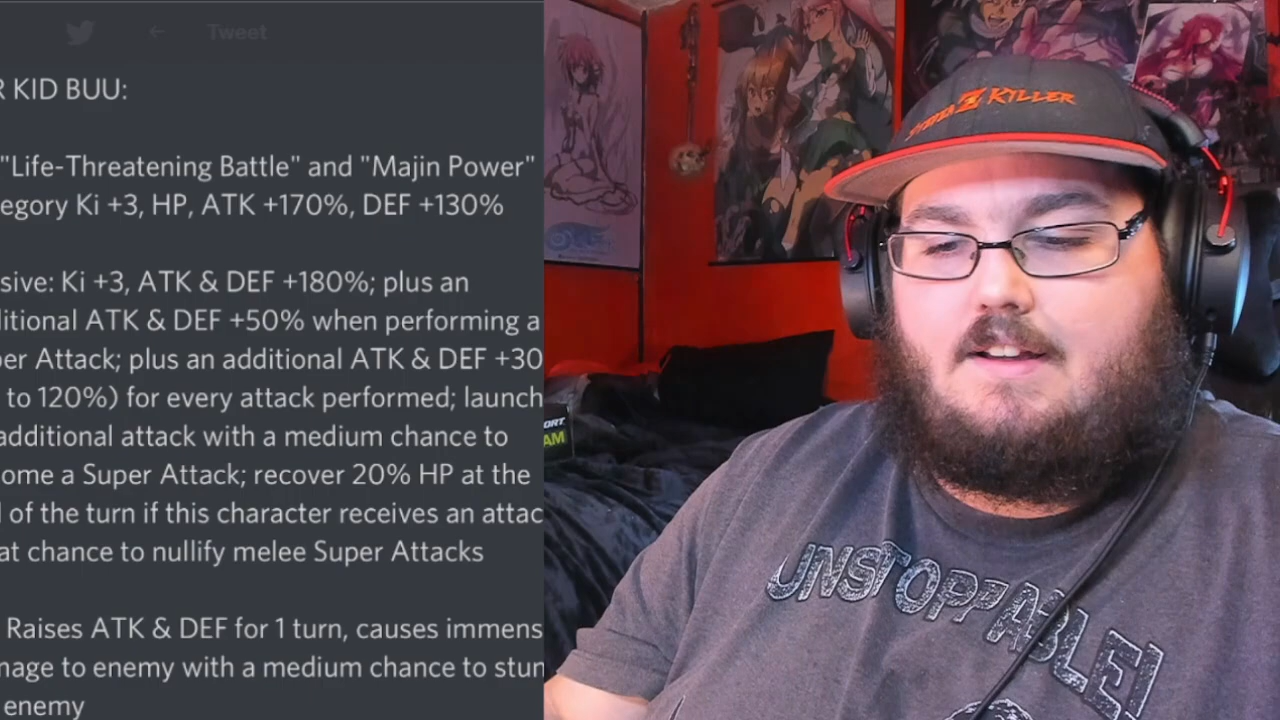 Tweet
R KID BUU:
"Life-Threatening Battle" and "Majin Power"
egory Ki +3, HP, ATK +170%, DEF +130%
sive: Ki +3, ATK & DEF +180%; plus an
ditional ATK & DEF +50% when performing a
per Attack; plus an additional ATK & DEF +30
to 120%) for every attack performed; launch
additional attack with a medium chance to
ome a Super Attack; recover 20% HP at the
d of the turn if this character receives an attac
at chance to nullify melee Super Attacks
Raises ATK & DEF for 1 turn, causes immens
mage to enemy with a medium chance to stun
enemy
KYLLER
UNSTOPPABLE!
AM